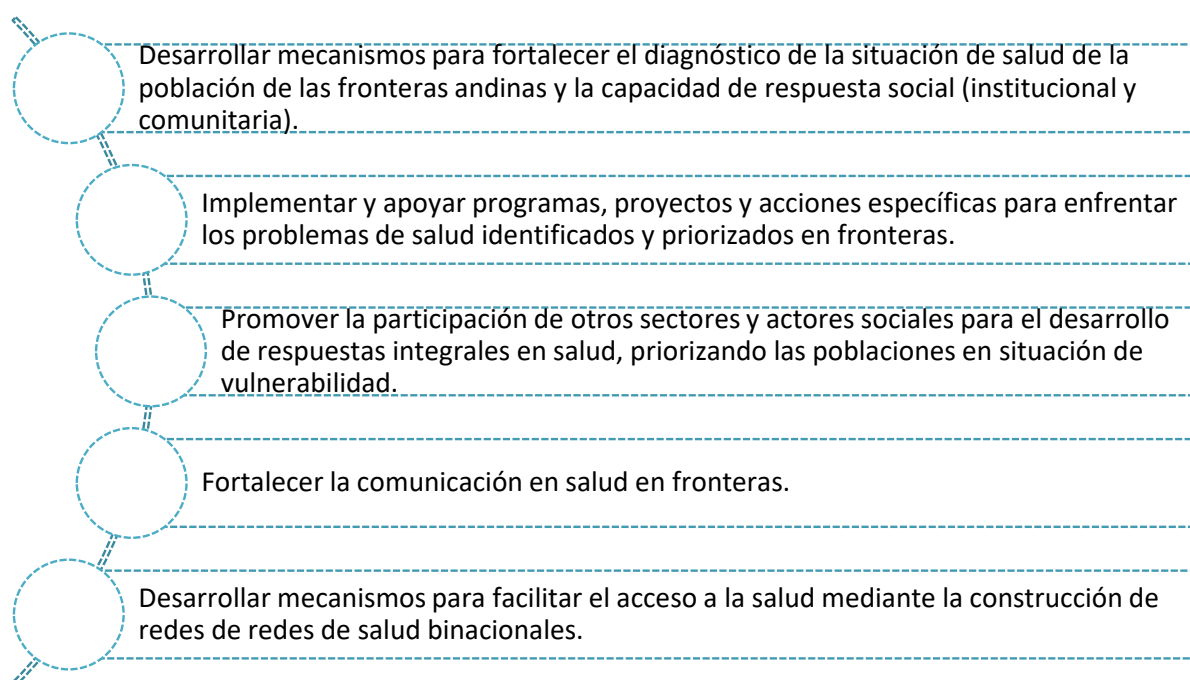 Desarrollar mecanismos para fortalecer el diagnóstico de la situación de salud de la
población de las fronteras andinas y la capacidad de respuesta social (institucional y
comunitaria).
Implementar y apoyar programas, proyectos y acciones específicas para enfrentar
los problemas de salud identificados y priorizados en fronteras.
Promover la participación de otros sectores y actores sociales para el desarrollo
de respuestas integrales en salud, priorizando las poblaciones en situación de
vulnerabilidad.
Fortalecer la comunicación en salud en fronteras.
Desarrollar mecanismos para facilitar el acceso a la salud mediante la construcción de
redes de redes de salud binacionales.